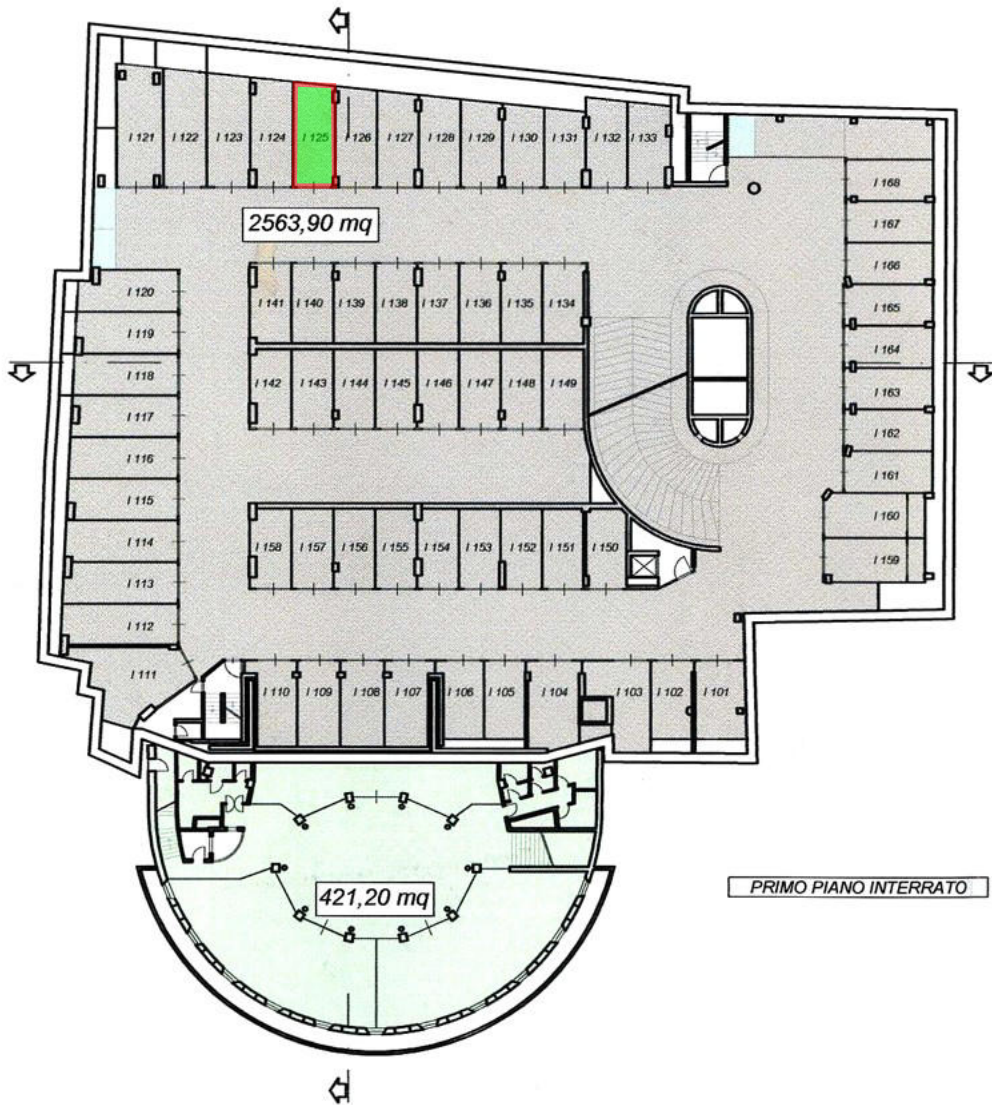 I 121 I 122 I 123 I 124 I 125 I 126 I 127 I 128 I 129 I 130 I 131 I 132 I 133
I 168
I 167
2563,90 mq
I 166
I 120
I 165
I 141 I 140 I 139 I 138 I 137 I 136 I 135 I 134
I 119
I 164
I 118
I 142 I 143 I 144 I 145 I 146 I 147 I 148 I 149
I 163
I 117
I 162
I 116
I 161
I 115
I 160
I 114
I 158 I 157 I 156 I 155 I 154 I 153 I 152 I 151 I 150
I 159
I 113
I 112
I 111
I 110 I 109 I 108 I 107 I 106 I 105 I 104 I 103 I 102 I 101
PRIMO PIANO INTERRATO
421,20 mq